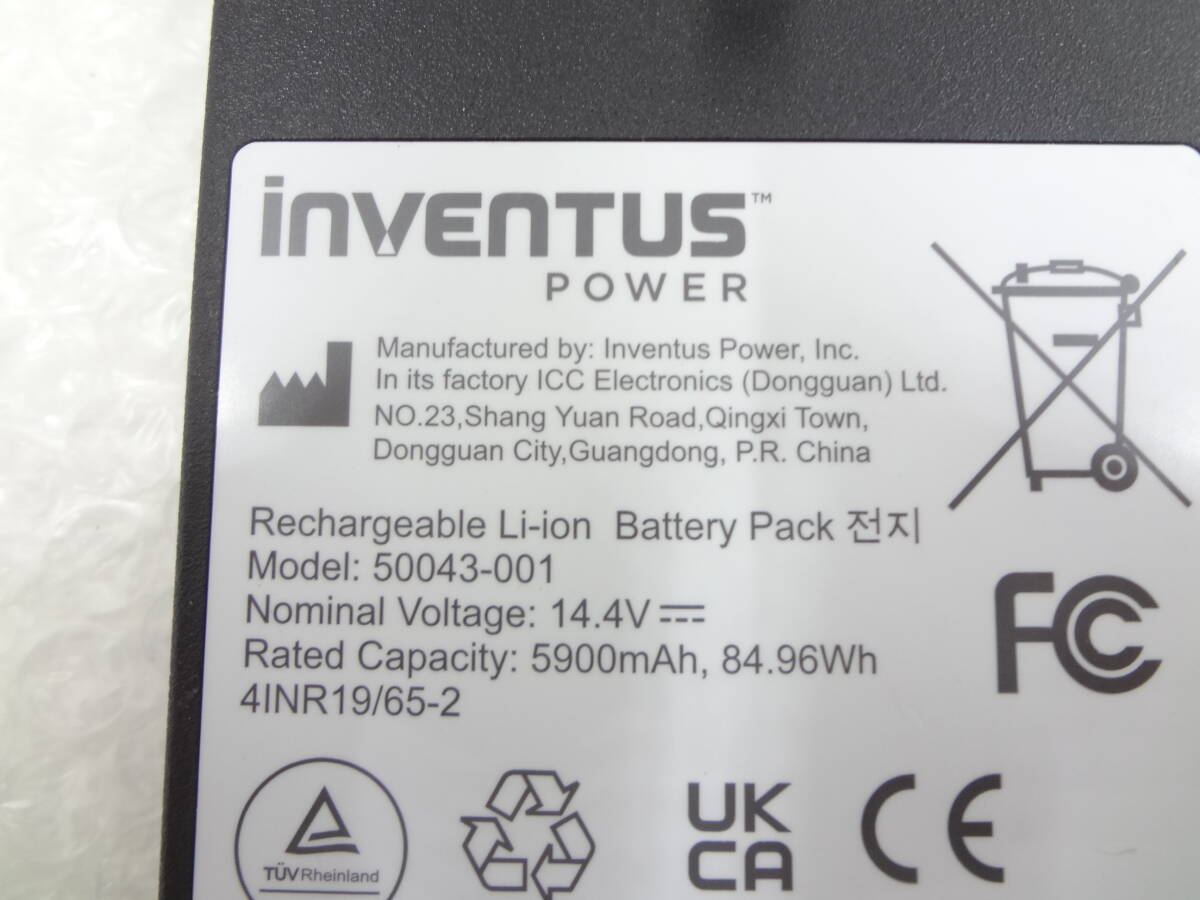 inVENTUS™
POWER
Manufactured by: Inventus Power, Inc.
In its factory ICC Electronics (Dongguan) Ltd.
NO.23,Shang Yuan Road,Qingxi Town,
Dongguan City,Guangdong, P.R. China
Rechargeable Li-ion Battery Pack 전지
Model: 50043-001
Nominal Voltage: 14.4V
Rated Capacity: 5900mAh, 84.96Wh
4INR19/65-2
FC
TÜVRheinland
UK
CA
CE